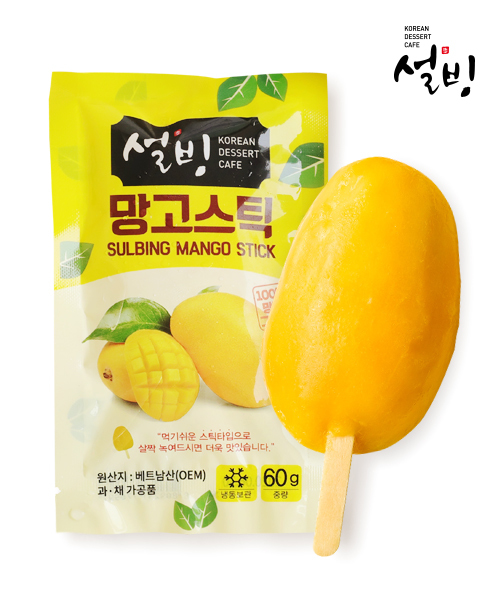 KOREAN
DESSERT
CAFE
설빙
설빙
KOREAN
DESSERT
CAFE
망고스틱
SULBING MANGO STICK
100%
"먹기쉬운 스틱타입으로
살짝 녹여드시면 더욱 맛있습니다."
원산지 : 베트남산(OEM)
과·채 가공품
냉동보관
60g
중량